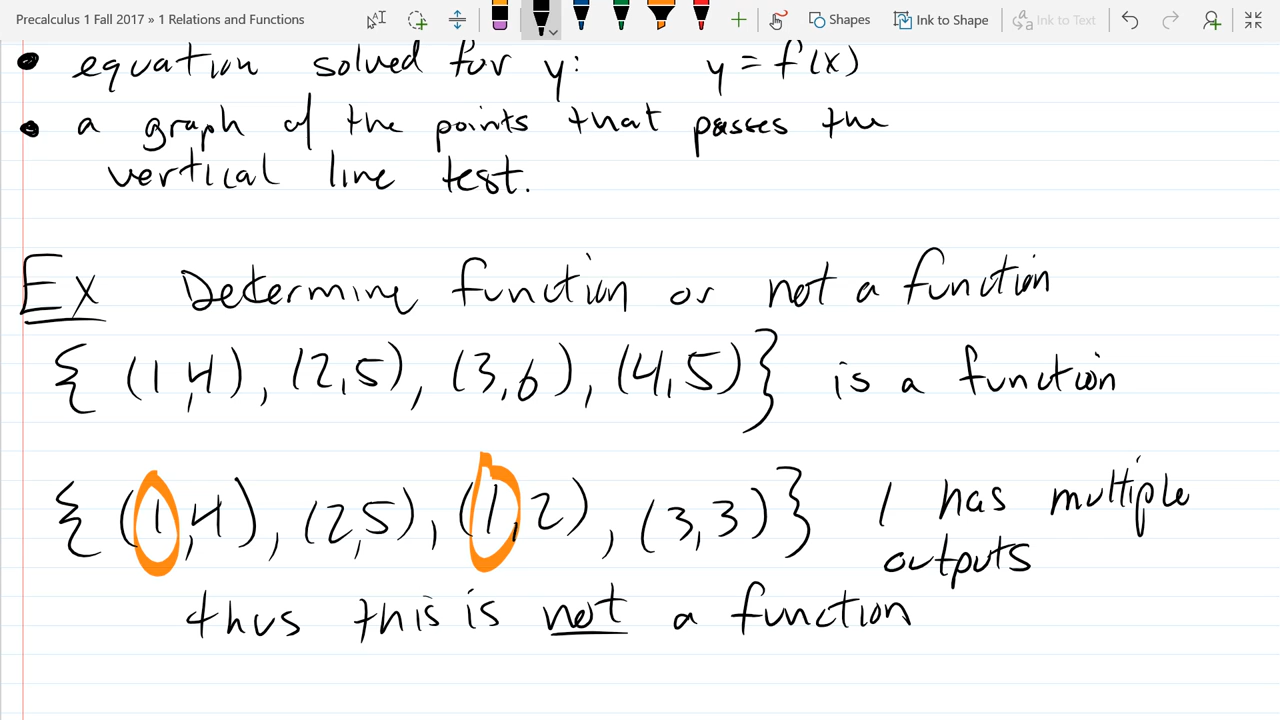 Precalculus 1 Fall 2017 » 1 Relations and Functions Shapes Ink to Shape Ink to Text
• equation solved for y: y = f(x)
• a graph of the points that passes the
vertical line test.
Ex Determine function or not a function
{ (1,4), (2,5), (3,6), (4,5)} is a function
{ (1,4), (2,5), (1,2), (3,3)} 1 has multiple
outputs
thus this is not a function